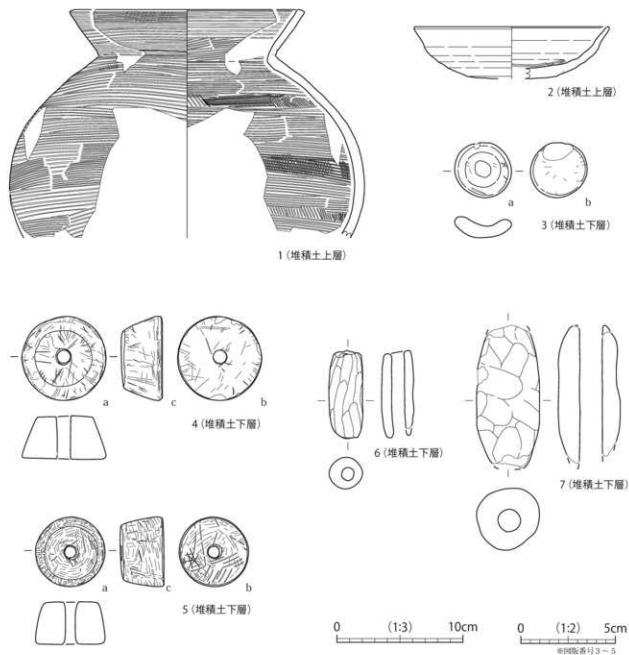 1（堆積土上層）
2（堆積土上層）
a
b
3（堆積土下層）
a
c
b
4（堆積土下層）
6（堆積土下層）
7（堆積土下層）
a
c
b
5（堆積土下層）
0 (1:3) 10cm
0 (1:2) 5cm
※図版番号3～5